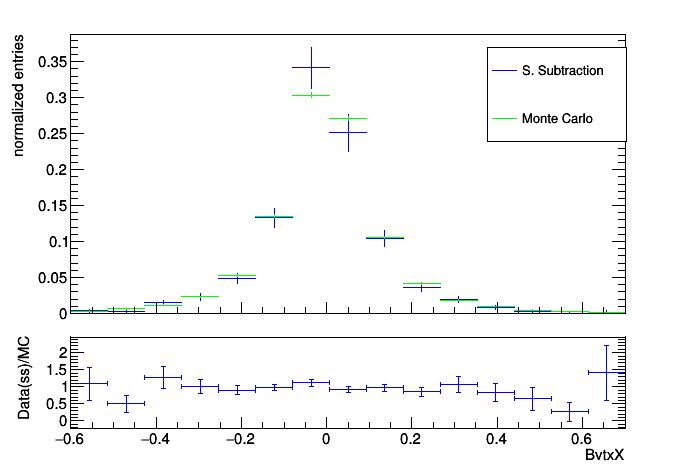 normalized entries
0.35
0.3
0.25
0.2
0.15
0.1
0.05
0
S. Subtraction
Monte Carlo
Data(ss)/MC
2
1.5
1
0.5
0
−0.6 −0.4 −0.2 0 0.2 0.4 0.6
BvtxX